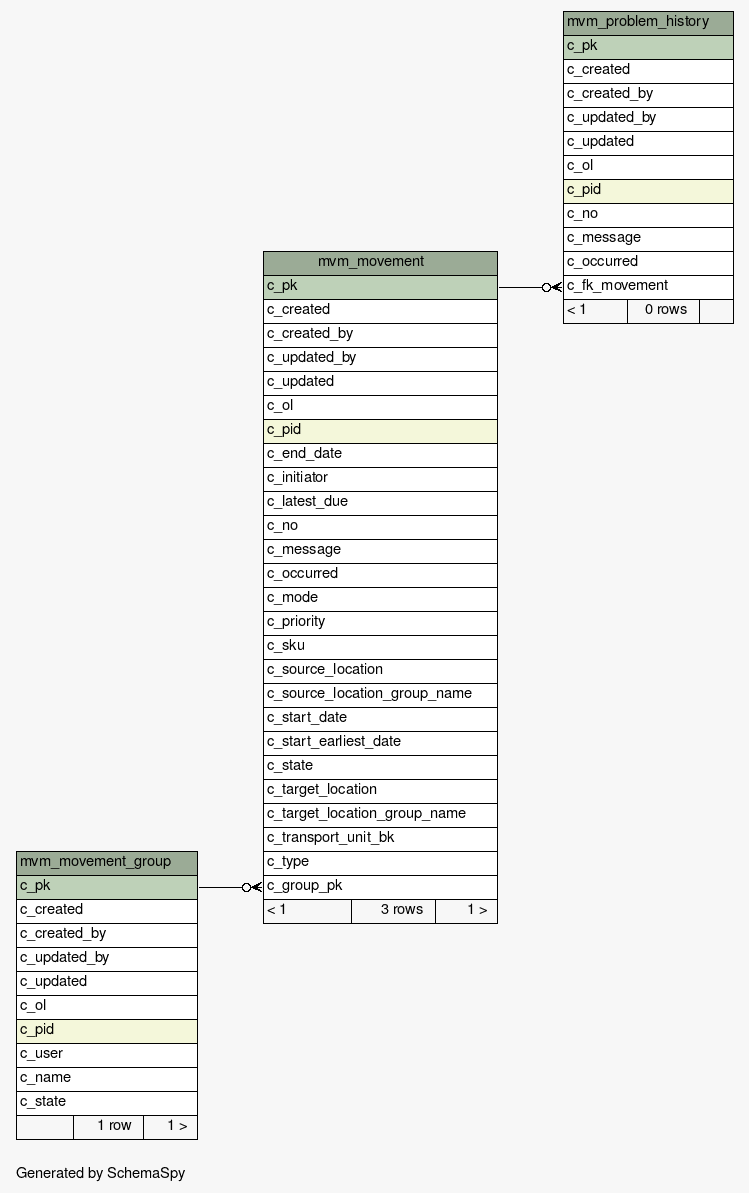 mvm_problem_history
c_pk
c_created
c_created_by
c_updated_by
c_updated
c_ol
c_pid
c_no
c_message
c_occurred
c_fk_movement
< 1 0 rows
mvm_movement
c_pk
c_created
c_created_by
c_updated_by
c_updated
c_ol
c_pid
c_end_date
c_initiator
c_latest_due
c_no
c_message
c_occurred
c_mode
c_priority
c_sku
c_source_location
c_source_location_group_name
c_start_date
c_start_earliest_date
c_state
c_target_location
c_target_location_group_name
c_transport_unit_bk
c_type
c_group_pk
< 1 3 rows 1 >
mvm_movement_group
c_pk
c_created
c_created_by
c_updated_by
c_updated
c_ol
c_pid
c_user
c_name
c_state
1 row 1 >
Generated by SchemaSpy